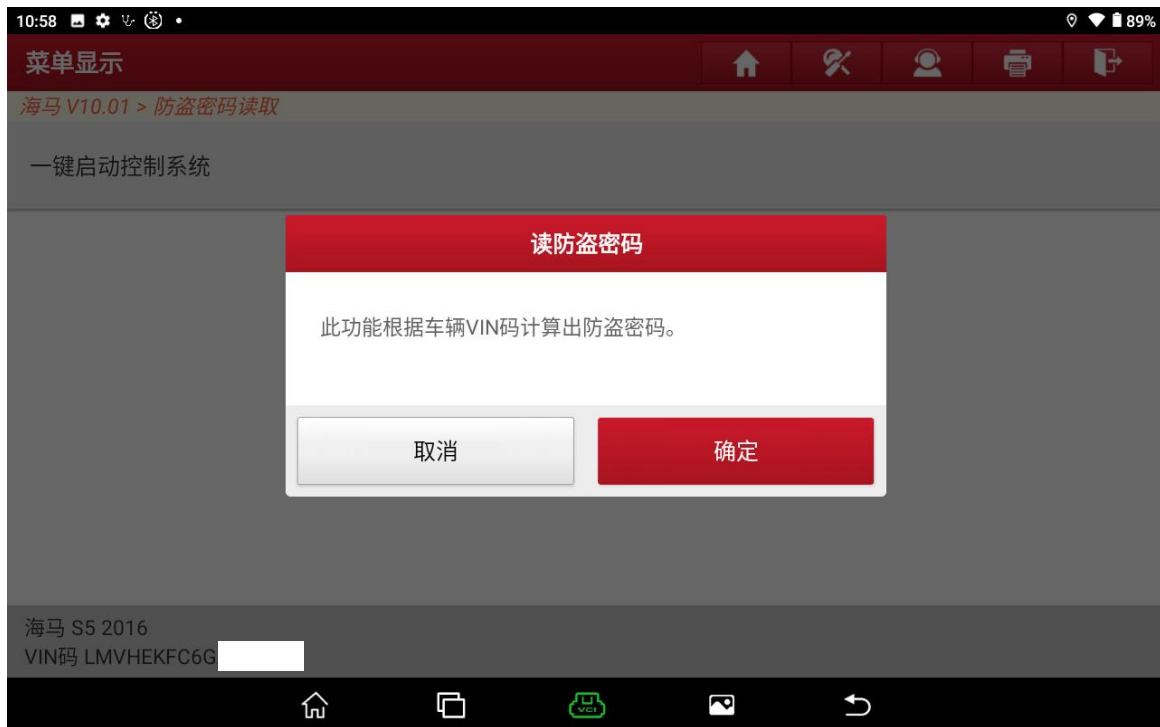 10:58
89%
菜单显示
海马 V10.01 > 防盗密码读取
一键启动控制系统
读防盗密码
此功能根据车辆VIN码计算出防盗密码。
取消
确定
海马 S5 2016
VIN码 LMVHEKFC6G
VCI